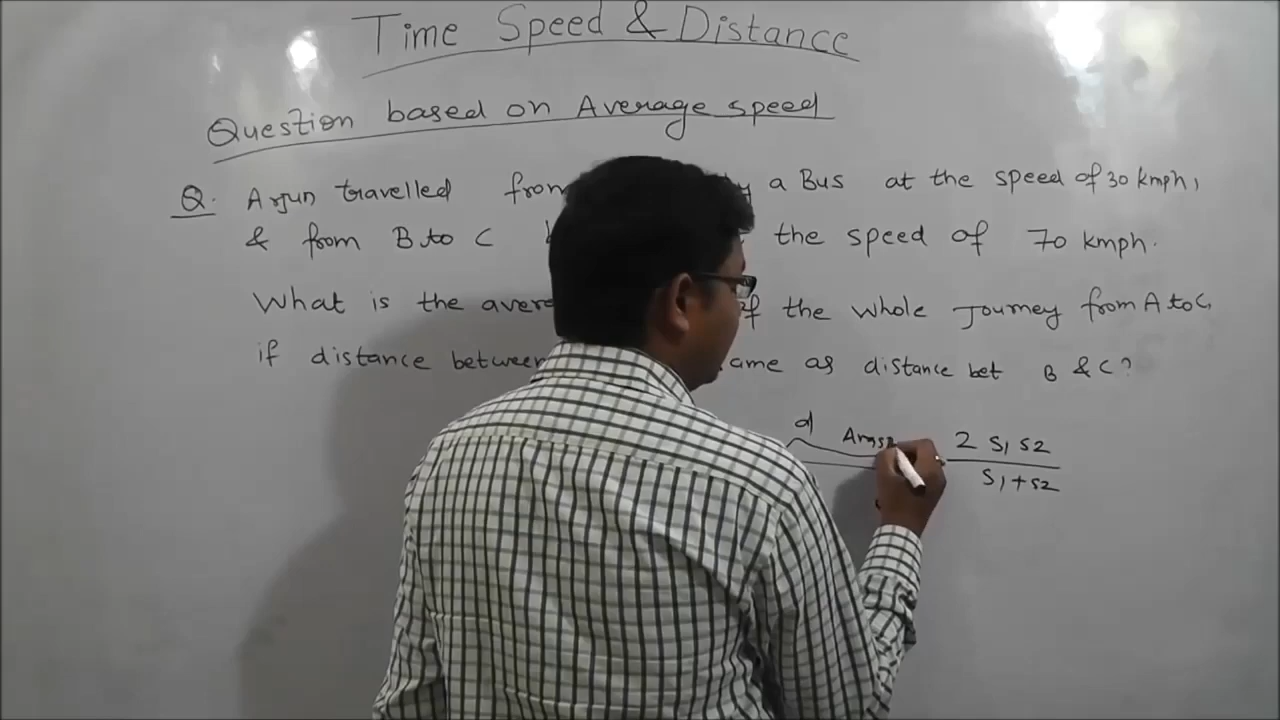 Time Speed & Distance
Question based on Average speed
Q. Arjun travelled from a Bus at the speed of 30 kmph,
& from B to C the speed of 70 kmph.
What is the aver of the whole Journey from A to C,
if distance between ame as distance bet B & C?
d
2 S1 S2
S1 + S2